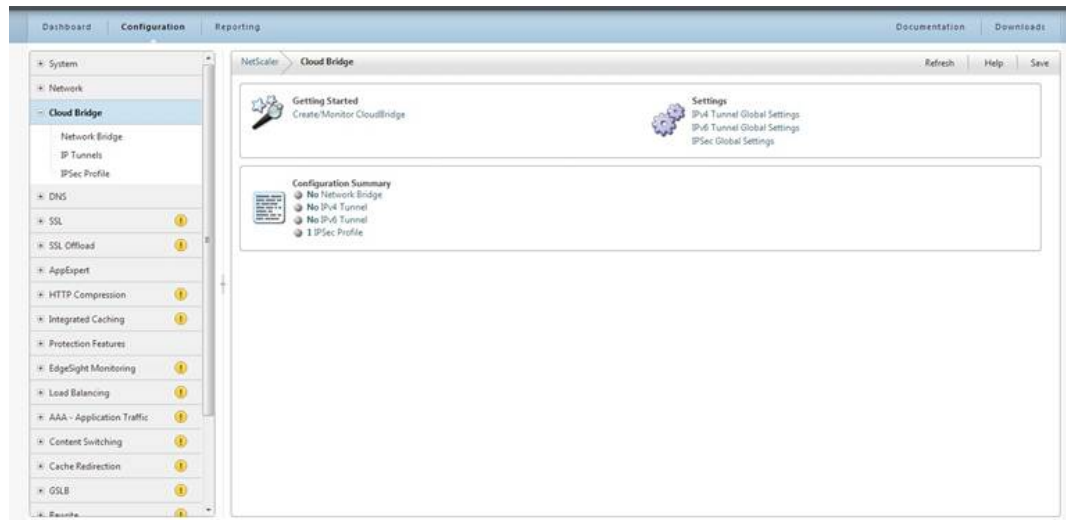 Dashboard Configuration Reporting Documentation Downloads
System
Network
Cloud Bridge
Network Bridge
IP Tunnels
IPSec Profile
DNS
SSL
SSL Offload
AppExpert
HTTP Compression
Integrated Caching
Protection Features
EdgeSight Monitoring
Load Balancing
AAA - Application Traffic
Content Switching
Cache Redirection
GSLB
Rewrite
NetScaler Cloud Bridge Refresh Help Save
Getting Started
Create/Monitor CloudBridge
Settings
IPv4 Tunnel Global Settings
IPv6 Tunnel Global Settings
IPSec Global Settings
Configuration Summary
No Network Bridge
No IPv4 Tunnel
No IPv6 Tunnel
1 IPSec Profile